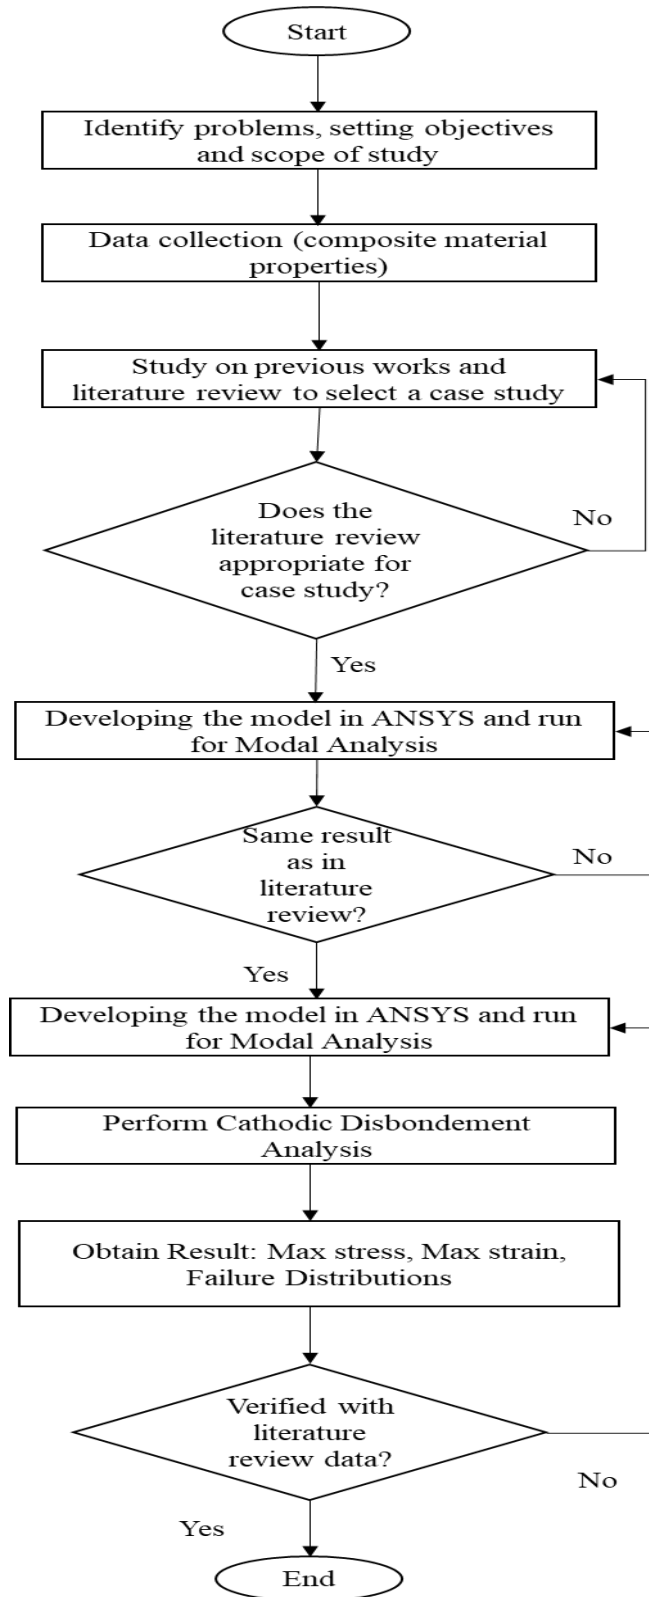 Start
Identify problems, setting objectives
and scope of study
Data collection (composite material
properties)
Study on previous works and
literature review to select a case study
Does the
literature review
appropriate for
case study?
No
Yes
Developing the model in ANSYS and run
for Modal Analysis
Same result
as in
literature
review?
No
Yes
Developing the model in ANSYS and run
for Modal Analysis
Perform Cathodic Disbondement
Analysis
Obtain Result: Max stress, Max strain,
Failure Distributions
Verified with
literature
review data?
No
Yes
End